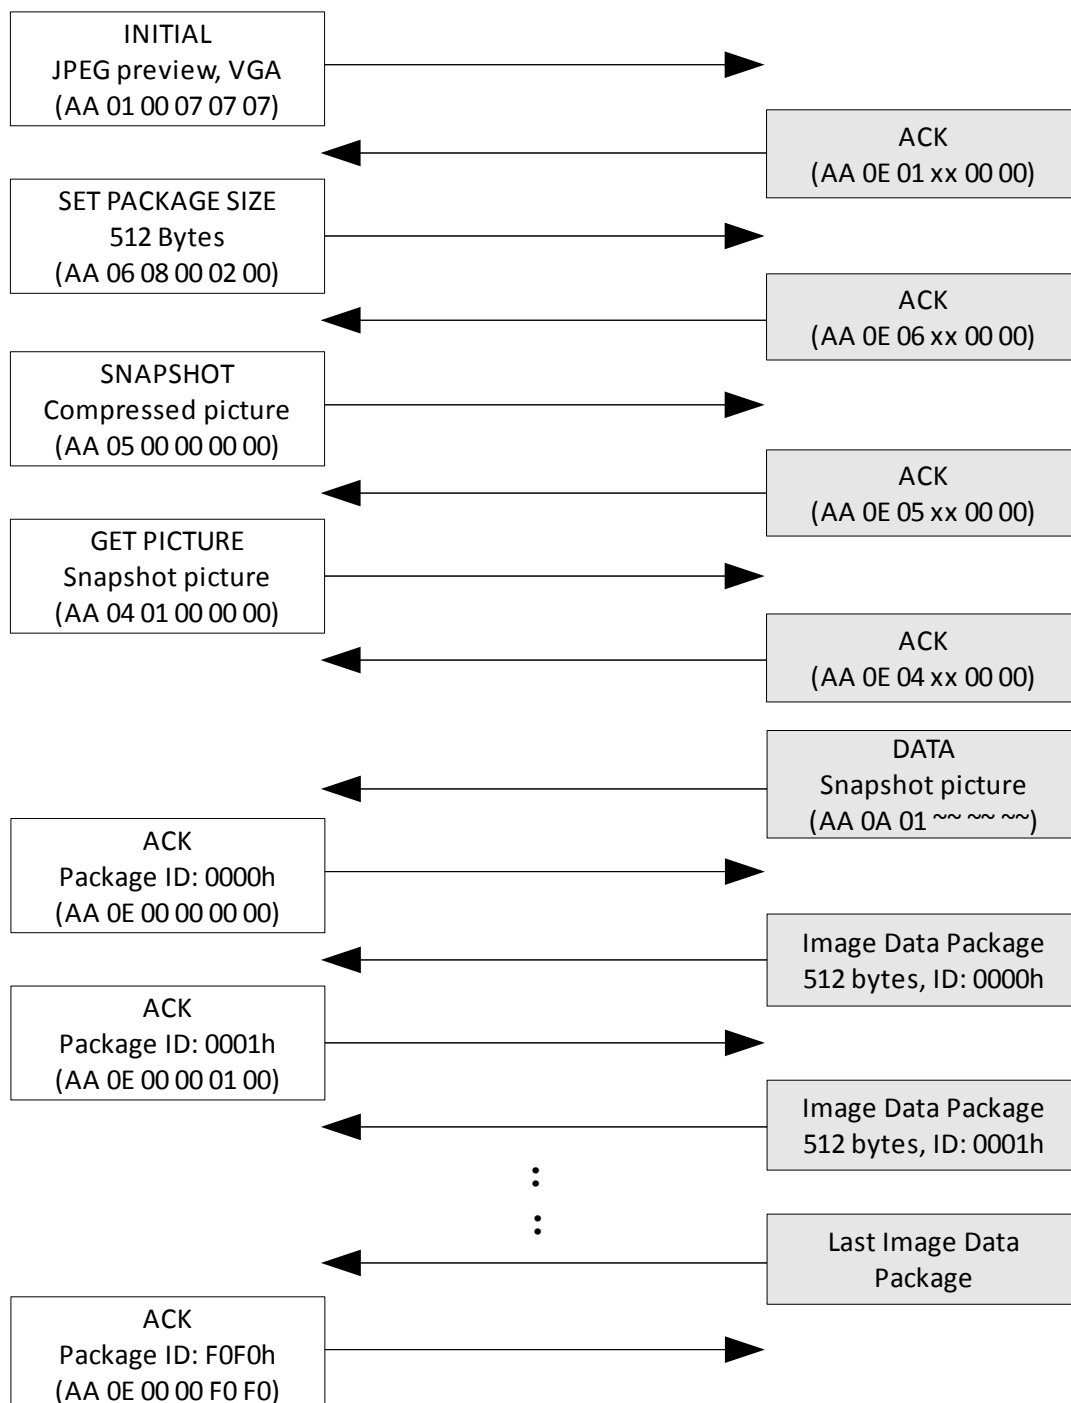 INITIAL
JPEG preview, VGA
(AA 01 00 07 07 07)
ACK
(AA 0E 01 xx 00 00)
SET PACKAGE SIZE
512 Bytes
(AA 06 08 00 02 00)
ACK
(AA 0E 06 xx 00 00)
SNAPSHOT
Compressed picture
(AA 05 00 00 00 00)
ACK
(AA 0E 05 xx 00 00)
GET PICTURE
Snapshot picture
(AA 04 01 00 00 00)
ACK
(AA 0E 04 xx 00 00)
DATA
Snapshot picture
(AA 0A 01 ~~ ~~ ~~)
ACK
Package ID: 0000h
(AA 0E 00 00 00 00)
Image Data Package
512 bytes, ID: 0000h
ACK
Package ID: 0001h
(AA 0E 00 00 01 00)
Image Data Package
512 bytes, ID: 0001h
Last Image Data
Package
ACK
Package ID: F0F0h
(AA 0E 00 00 F0 F0)